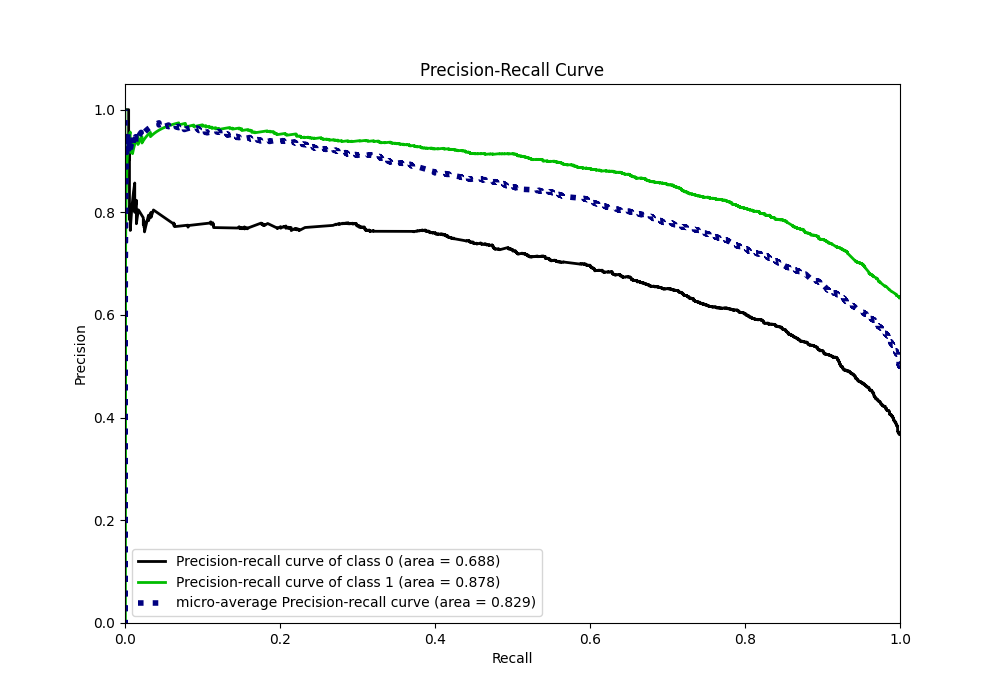 Precision-Recall Curve
1.0
0.8
0.6
0.4
0.2
0.0
Precision
Precision-recall curve of class 0 (area = 0.688)
Precision-recall curve of class 1 (area = 0.878)
micro-average Precision-recall curve (area = 0.829)
0.0 0.2 0.4 0.6 0.8 1.0
Recall